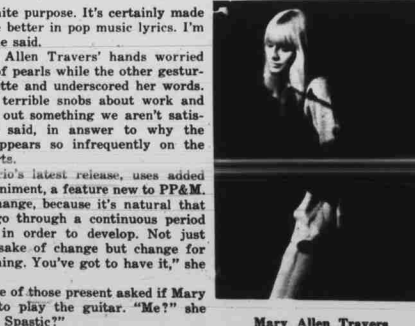 ite purpose. It's certainly made
better in pop music lyrics. I'm
e said.
Allen Travers' hands worried
of pearls while the other gestur-
tte and underscored her words.
terrible snobs about work and
out something we aren't satis-
said, in answer to why the
ppears so infrequently on the
ts.
rio's latest release, uses added
niment, a feature new to PP&M.
hange, because it's natural that
go through a continuous period
in order to develop. Not just
sake of change but change for
hing. You've got to have it," she
e of those present asked if Mary
to play the guitar. "Me?" she
Spastic?"
Mary Allen Travers